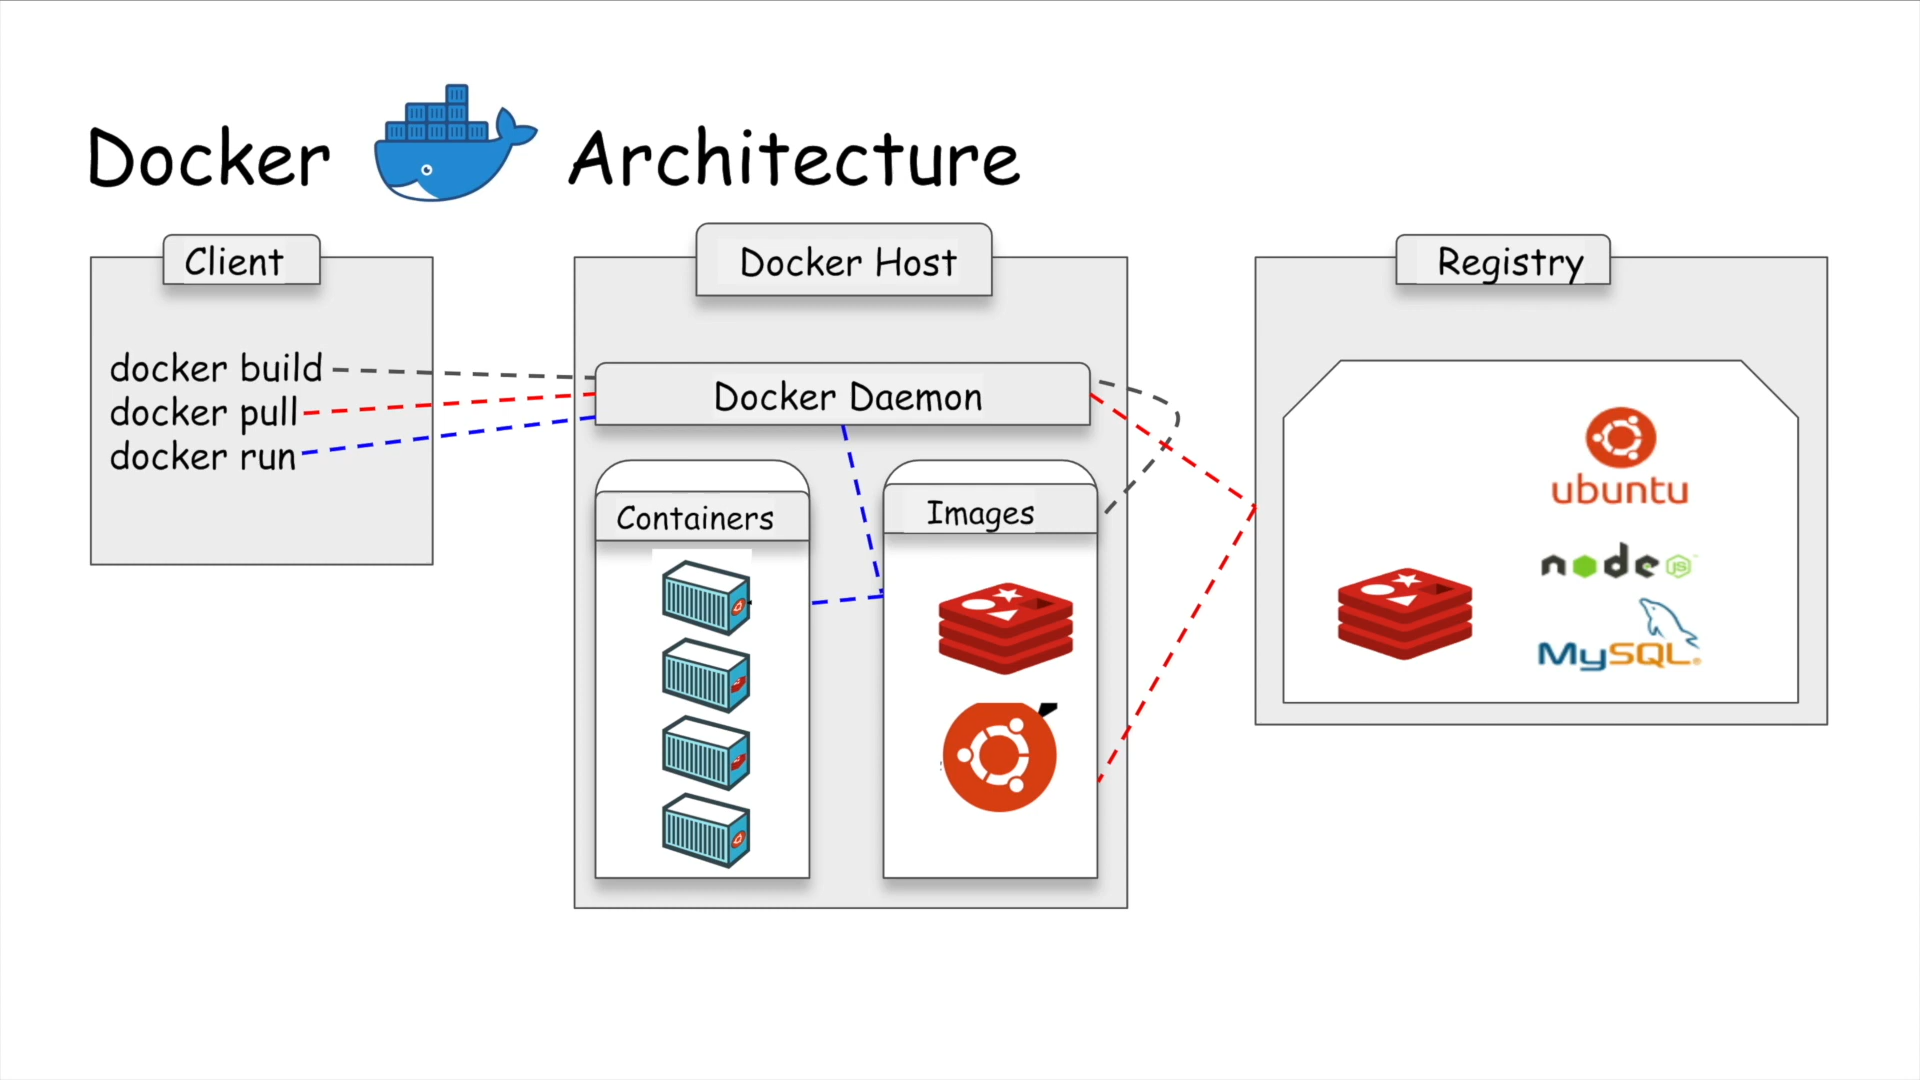 Docker Architecture
Client
docker build
docker pull
docker run
Docker Host
Docker Daemon
Containers
Images
Registry
ubuntu
node
JS
MySQL